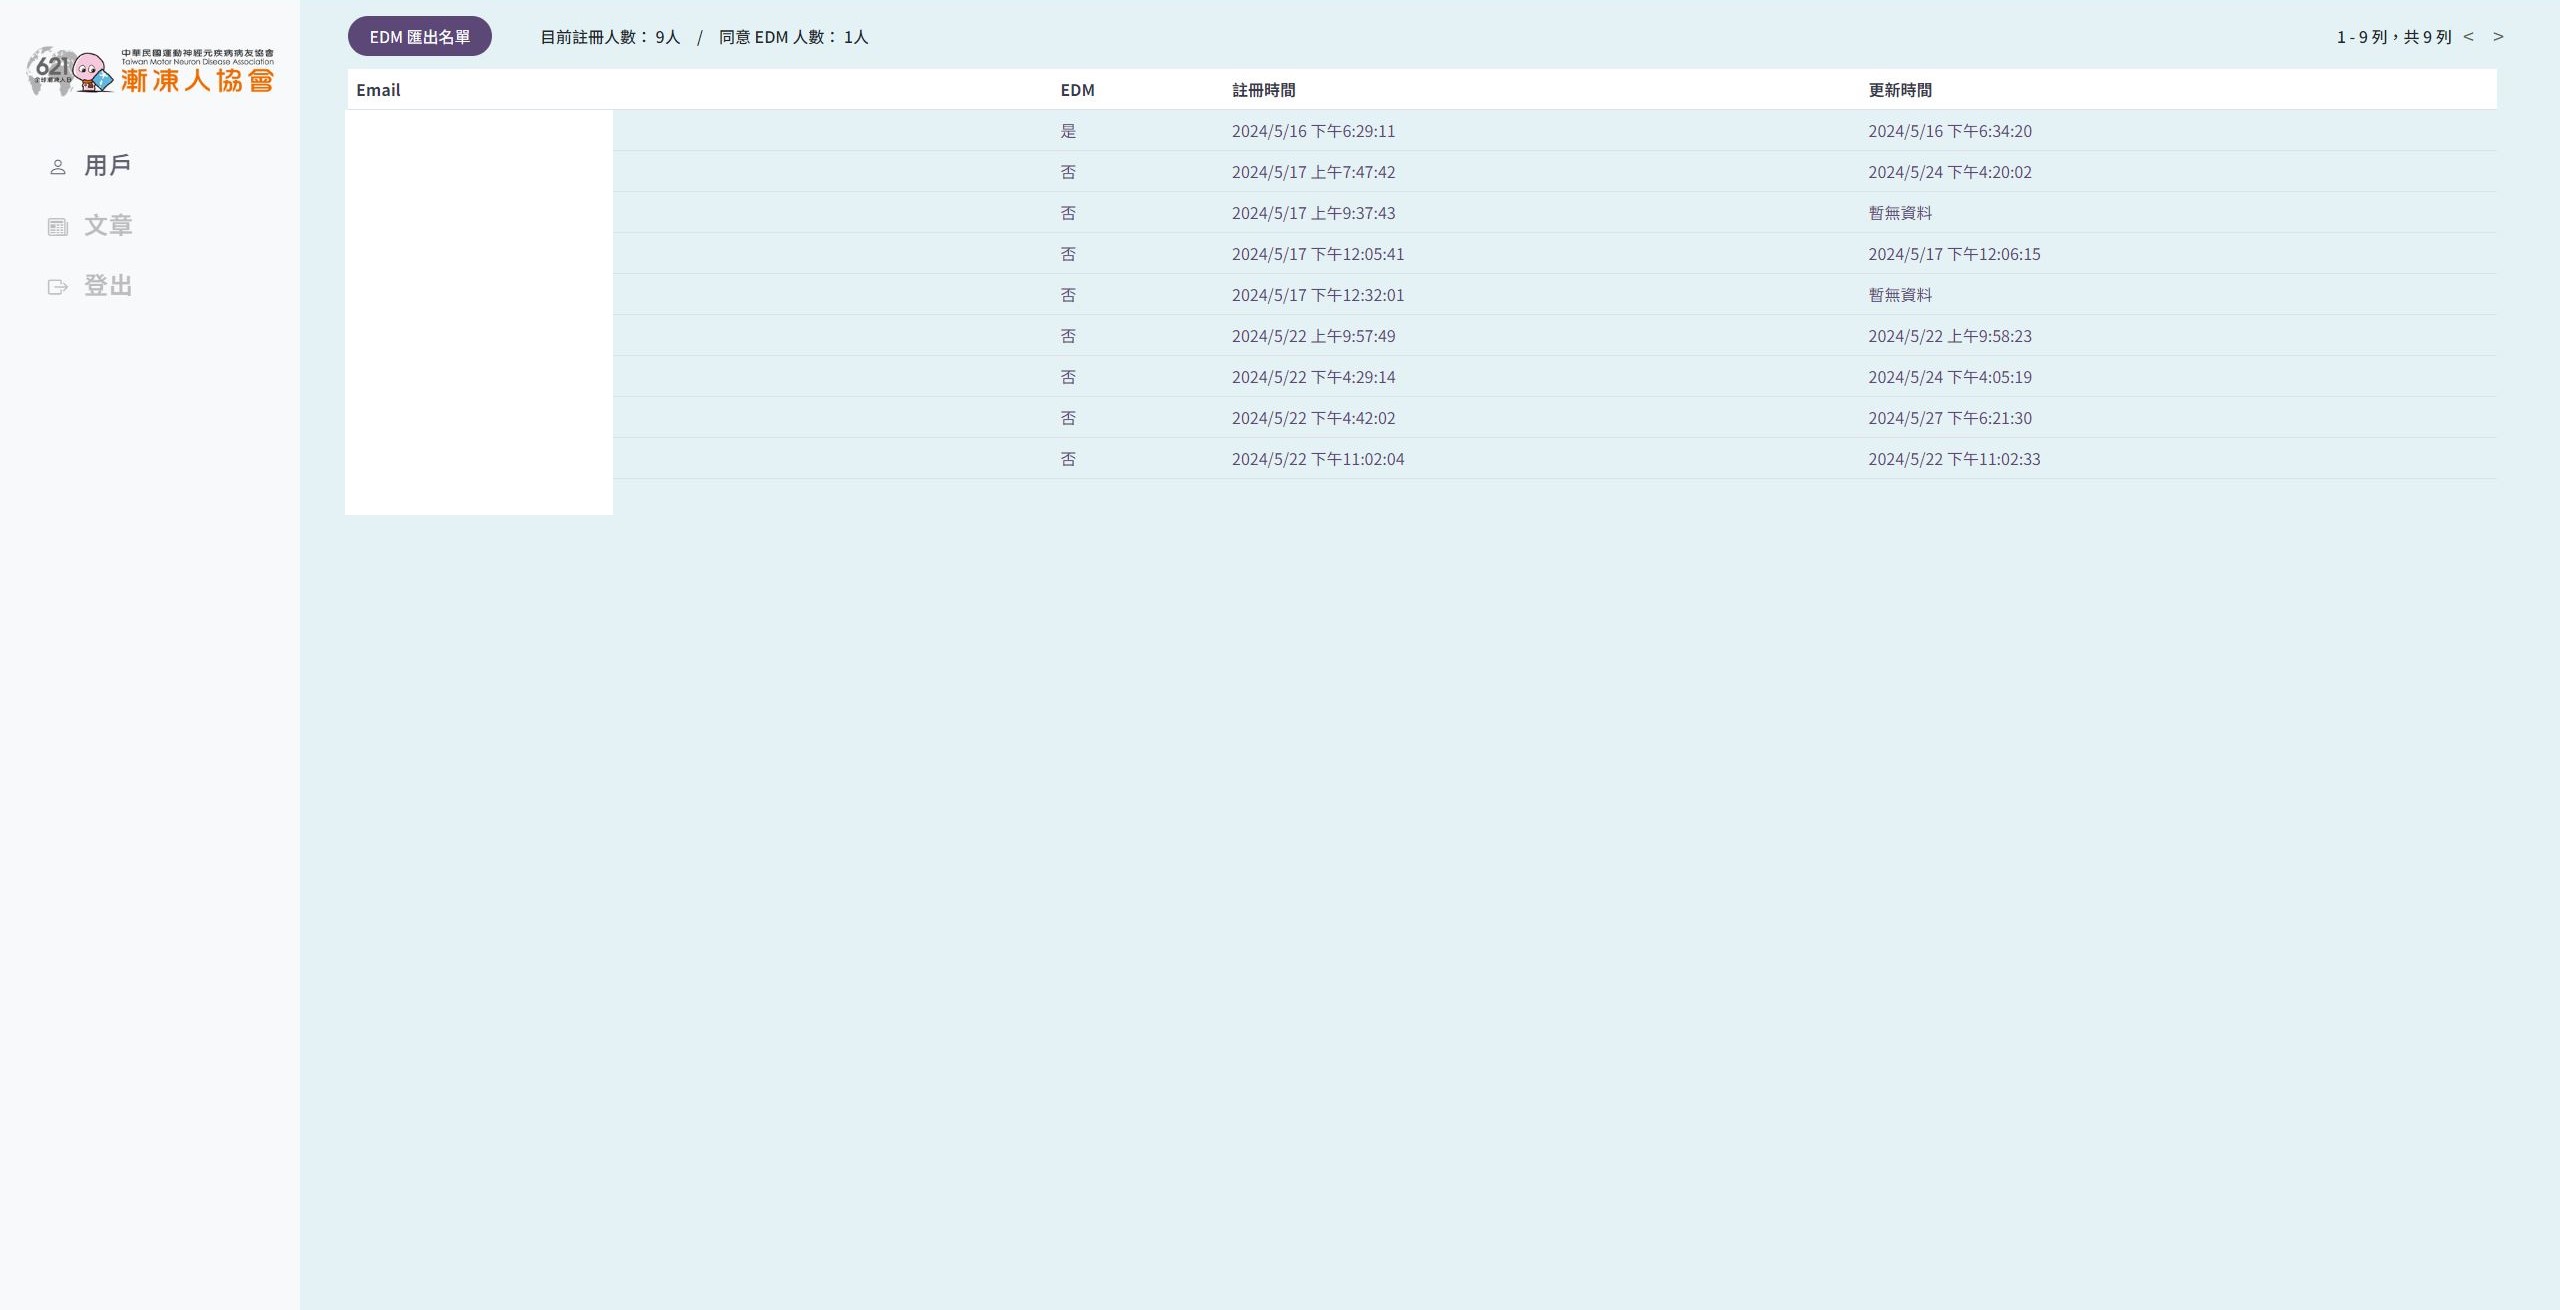 621
全球漸凍人日
中華民國運動神經元疾病病友協會
Taiwan Motor Neuron Disease Association
漸凍人協會
用戶
文章
登出
EDM 匯出名單 目前註冊人數： 9人 / 同意 EDM 人數： 1人 1 - 9 列，共 9 列 < >
Email EDM 註冊時間 更新時間
是 2024/5/16 下午6:29:11 2024/5/16 下午6:34:20
否 2024/5/17 上午7:47:42 2024/5/24 下午4:20:02
否 2024/5/17 上午9:37:43 暫無資料
否 2024/5/17 下午12:05:41 2024/5/17 下午12:06:15
否 2024/5/17 下午12:32:01 暫無資料
否 2024/5/22 上午9:57:49 2024/5/22 上午9:58:23
否 2024/5/22 下午4:29:14 2024/5/24 下午4:05:19
否 2024/5/22 下午4:42:02 2024/5/27 下午6:21:30
否 2024/5/22 下午11:02:04 2024/5/22 下午11:02:33